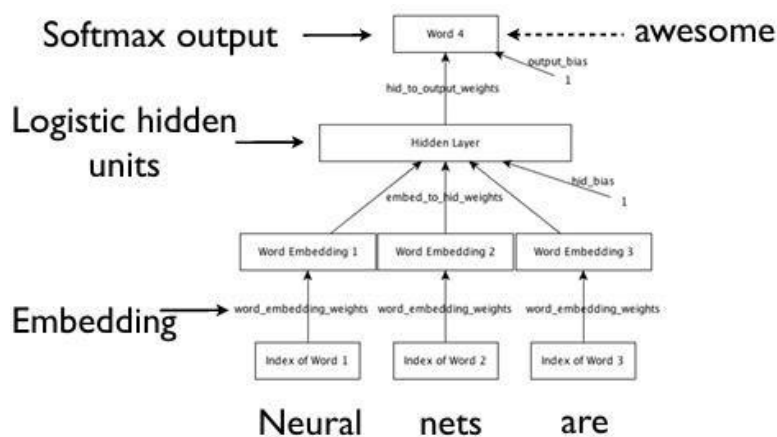 Softmax output
Word 4
awesome
output_bias
1
hid_to_output_weights
Logistic hidden
units
Hidden Layer
hid_bias
1
embed_to_hid_weights
Word Embedding 1
Word Embedding 2
Word Embedding 3
Embedding
word_embedding_weights
word_embedding_weights
word_embedding_weights
Index of Word 1
Index of Word 2
Index of Word 3
Neural nets are